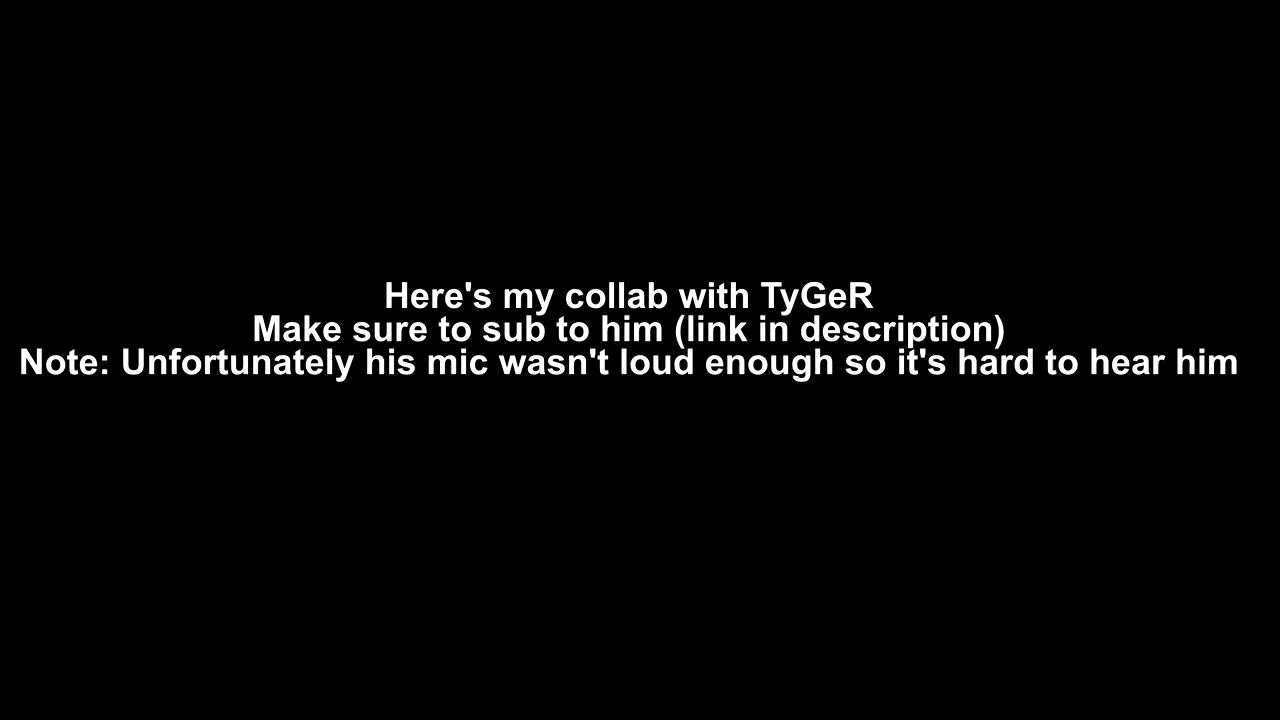 Here's my collab with TyGeR
Make sure to sub to him (link in description)
Note: Unfortunately his mic wasn't loud enough so it's hard to hear him